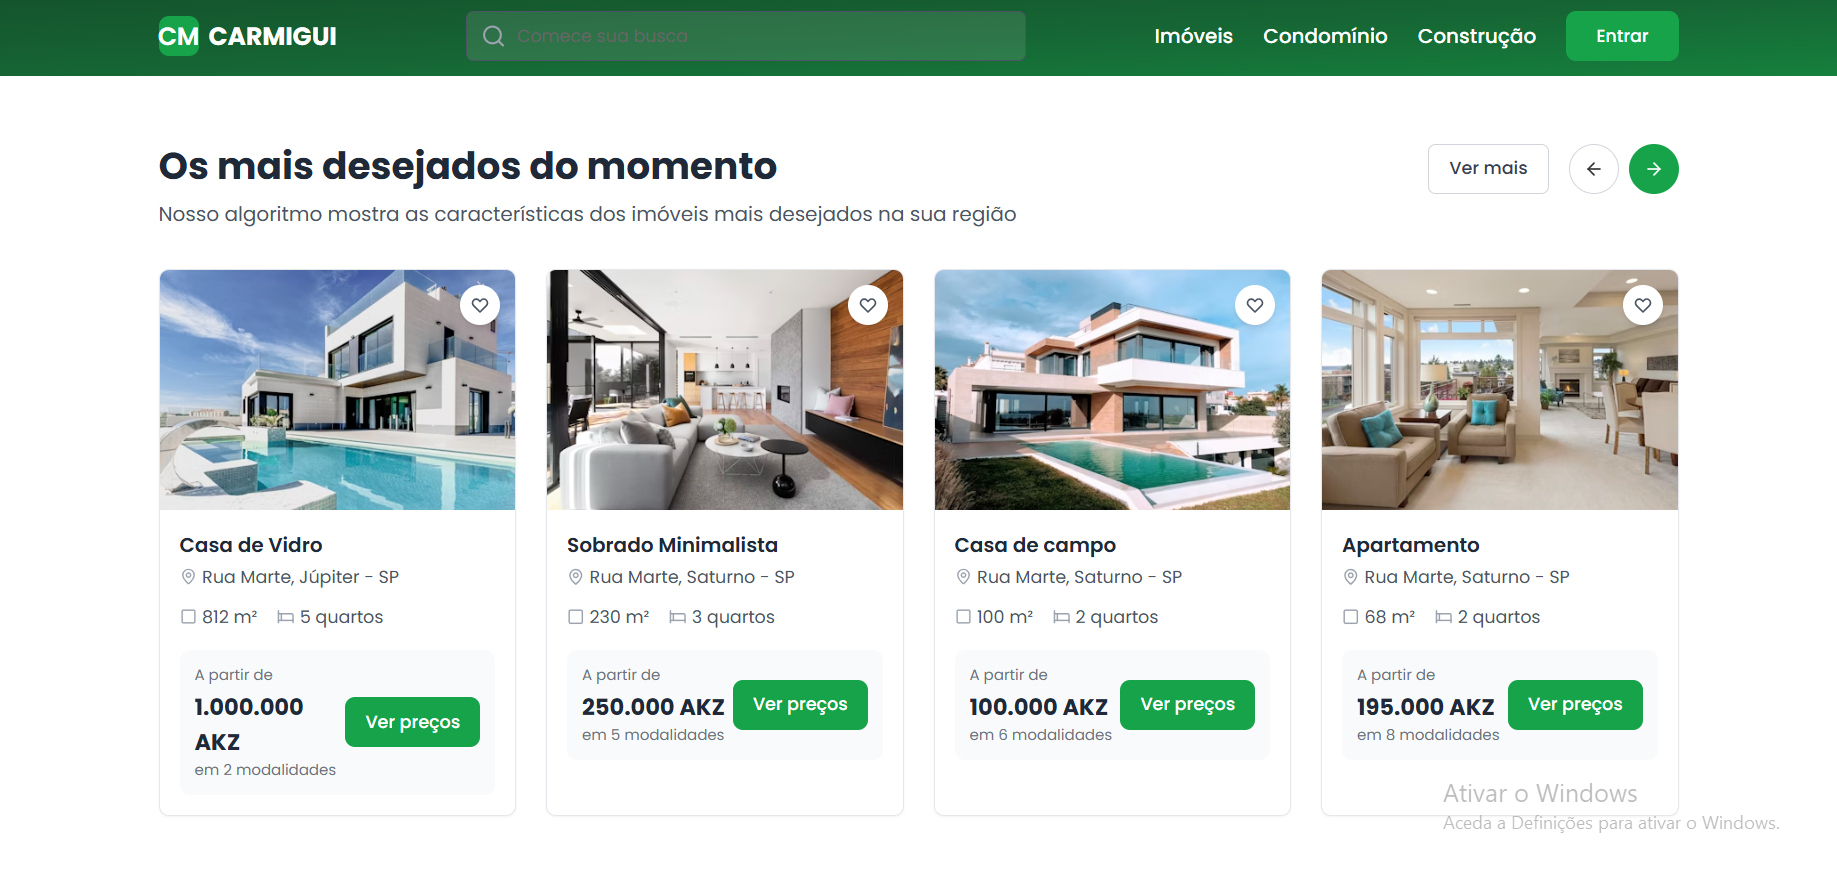 CM CARMIGUI
Comece sua busca
Imóveis
Condomínio
Construção
Entrar
Os mais desejados do momento
Nosso algoritmo mostra as características dos imóveis mais desejados na sua região
Ver mais
Casa de Vidro
Rua Marte, Júpiter - SP
812 m² 5 quartos
A partir de
1.000.000
AKZ
em 2 modalidades
Ver preços
Sobrado Minimalista
Rua Marte, Saturno - SP
230 m² 3 quartos
A partir de
250.000 AKZ
em 5 modalidades
Ver preços
Casa de campo
Rua Marte, Saturno - SP
100 m² 2 quartos
A partir de
100.000 AKZ
em 6 modalidades
Ver preços
Apartamento
Rua Marte, Saturno - SP
68 m² 2 quartos
A partir de
195.000 AKZ
em 8 modalidades
Ver preços
Ativar o Windows
Aceda a Definições para ativar o Windows.